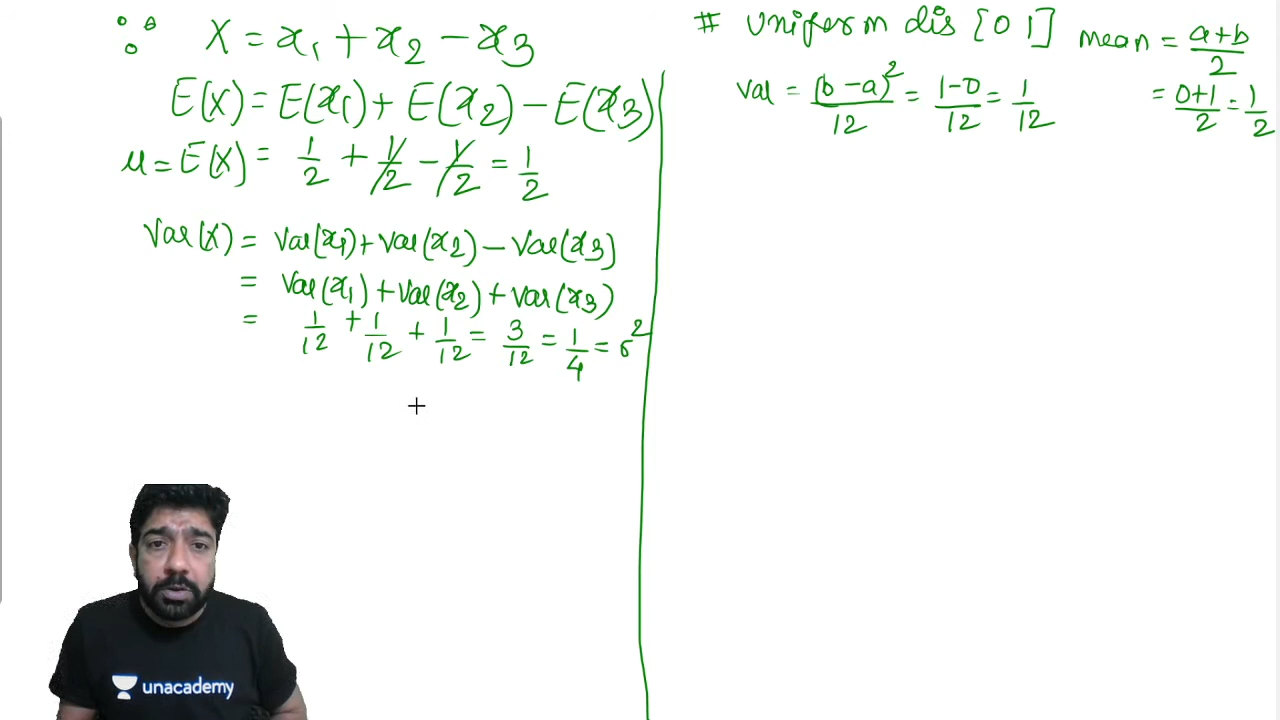 ∵ X = x₁ + x₂ − x₃
E(X) = E(x₁) + E(x₂) − E(x₃)
μ = E(X) = 1/2 + 1/2 − 1/2 = 1/2
Var(X) = Var(x₁) + Var(x₂) − Var(x₃)
= Var(x₁) + Var(x₂) + Var(x₃)
= 1/12 + 1/12 + 1/12 = 3/12 = 1/4 = σ²
# Uniform dis [0 1] mean = a+b/2
Var = (b−a)²/12 = 1−0/12 = 1/12
= 0+1/2 = 1/2
unacademy